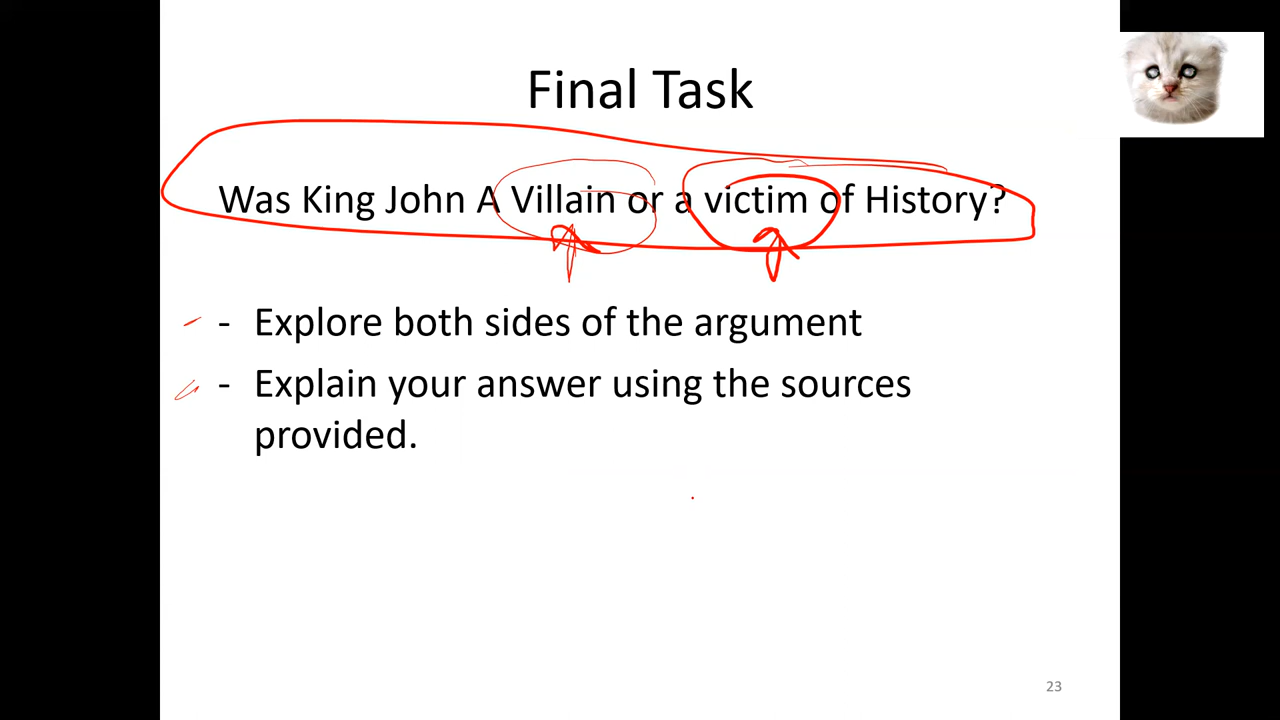 Final Task
Was King John A Villain or a victim of History?
- Explore both sides of the argument
- Explain your answer using the sources
provided.
23